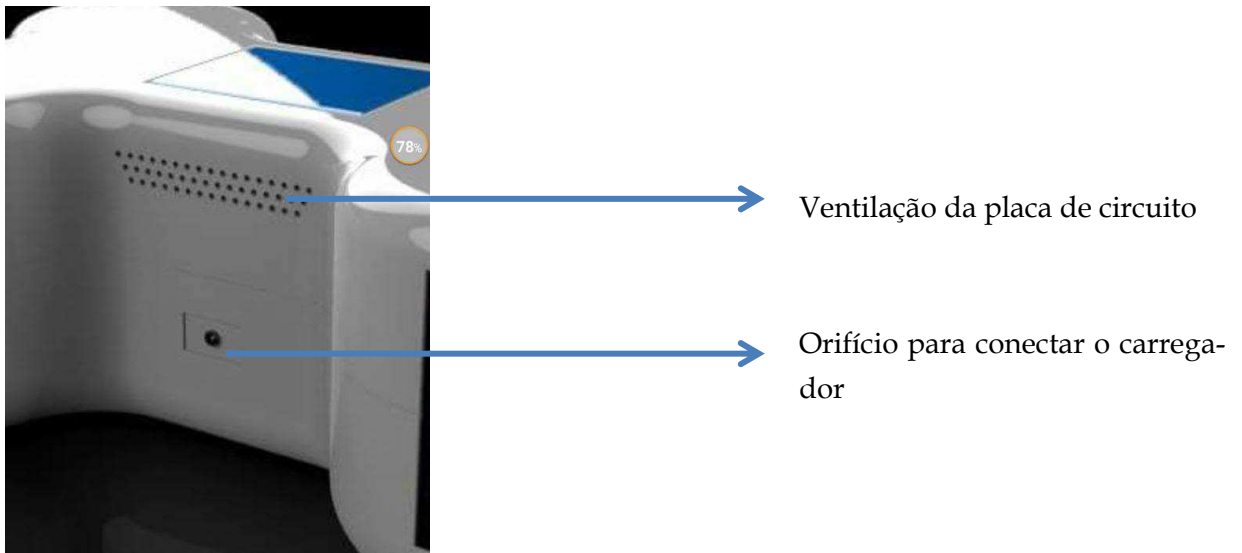 78%
Ventilação da placa de circuito
Orifício para conectar o carrega-
dor